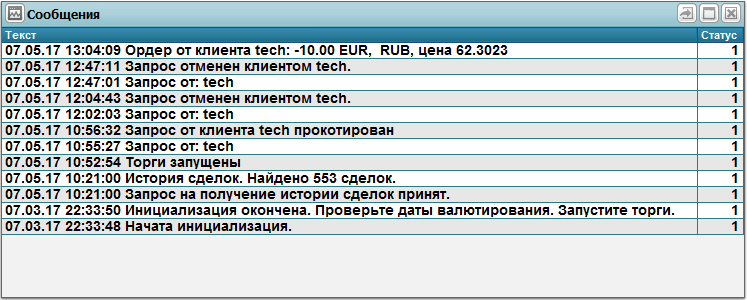 Сообщения
Текст Статус
07.05.17 13:04:09 Ордер от клиента tech: -10.00 EUR, RUB, цена 62.3023 1
07.05.17 12:47:11 Запрос отменен клиентом tech. 1
07.05.17 12:47:01 Запрос от: tech 1
07.05.17 12:04:43 Запрос отменен клиентом tech. 1
07.05.17 12:02:03 Запрос от: tech 1
07.05.17 10:56:32 Запрос от клиента tech прокотирован 1
07.05.17 10:55:27 Запрос от: tech 1
07.05.17 10:52:54 Торги запущены 1
07.05.17 10:21:00 История сделок. Найдено 553 сделок. 1
07.05.17 10:21:00 Запрос на получение истории сделок принят. 1
07.03.17 22:33:50 Инициализация окончена. Проверьте даты валютирования. Запустите торги. 1
07.03.17 22:33:48 Начата инициализация. 1